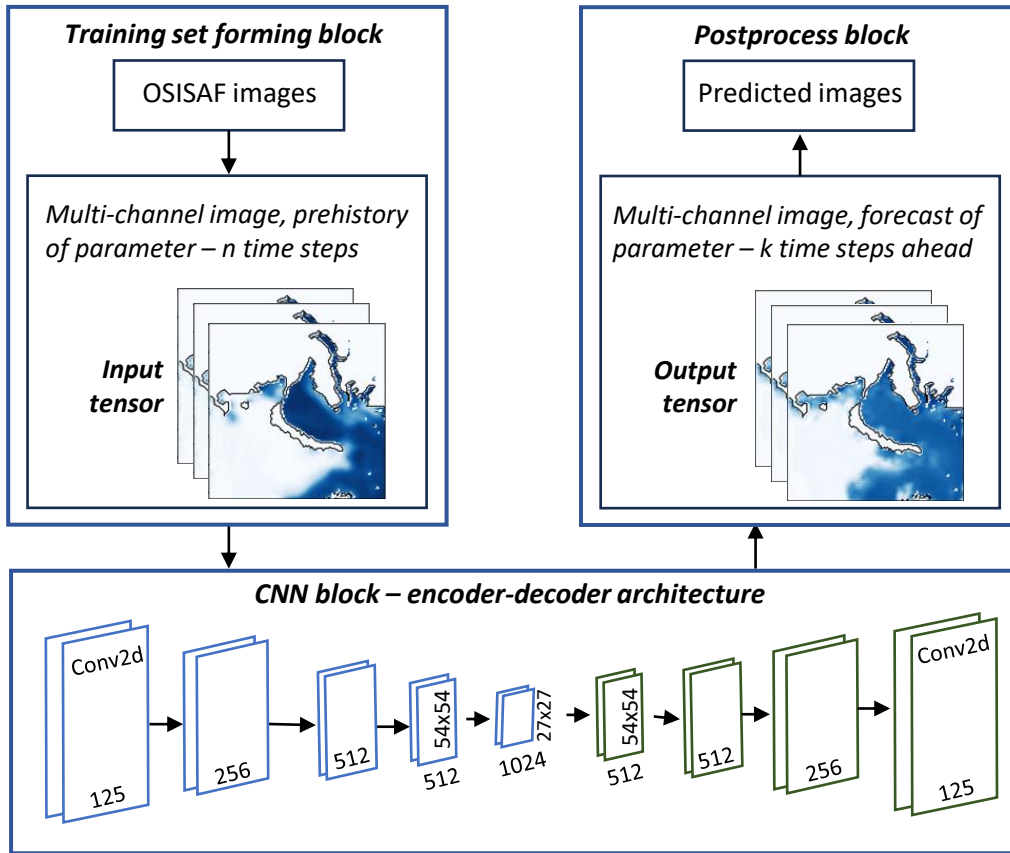 Training set forming block
OSISAF images
Multi-channel image, prehistory
of parameter – n time steps
Input
tensor
Postprocess block
Predicted images
Multi-channel image, forecast of
parameter – k time steps ahead
Output
tensor
CNN block – encoder-decoder architecture
Conv2d
125
256
512
54x54
512
27x27
1024
54x54
512
512
256
Conv2d
125